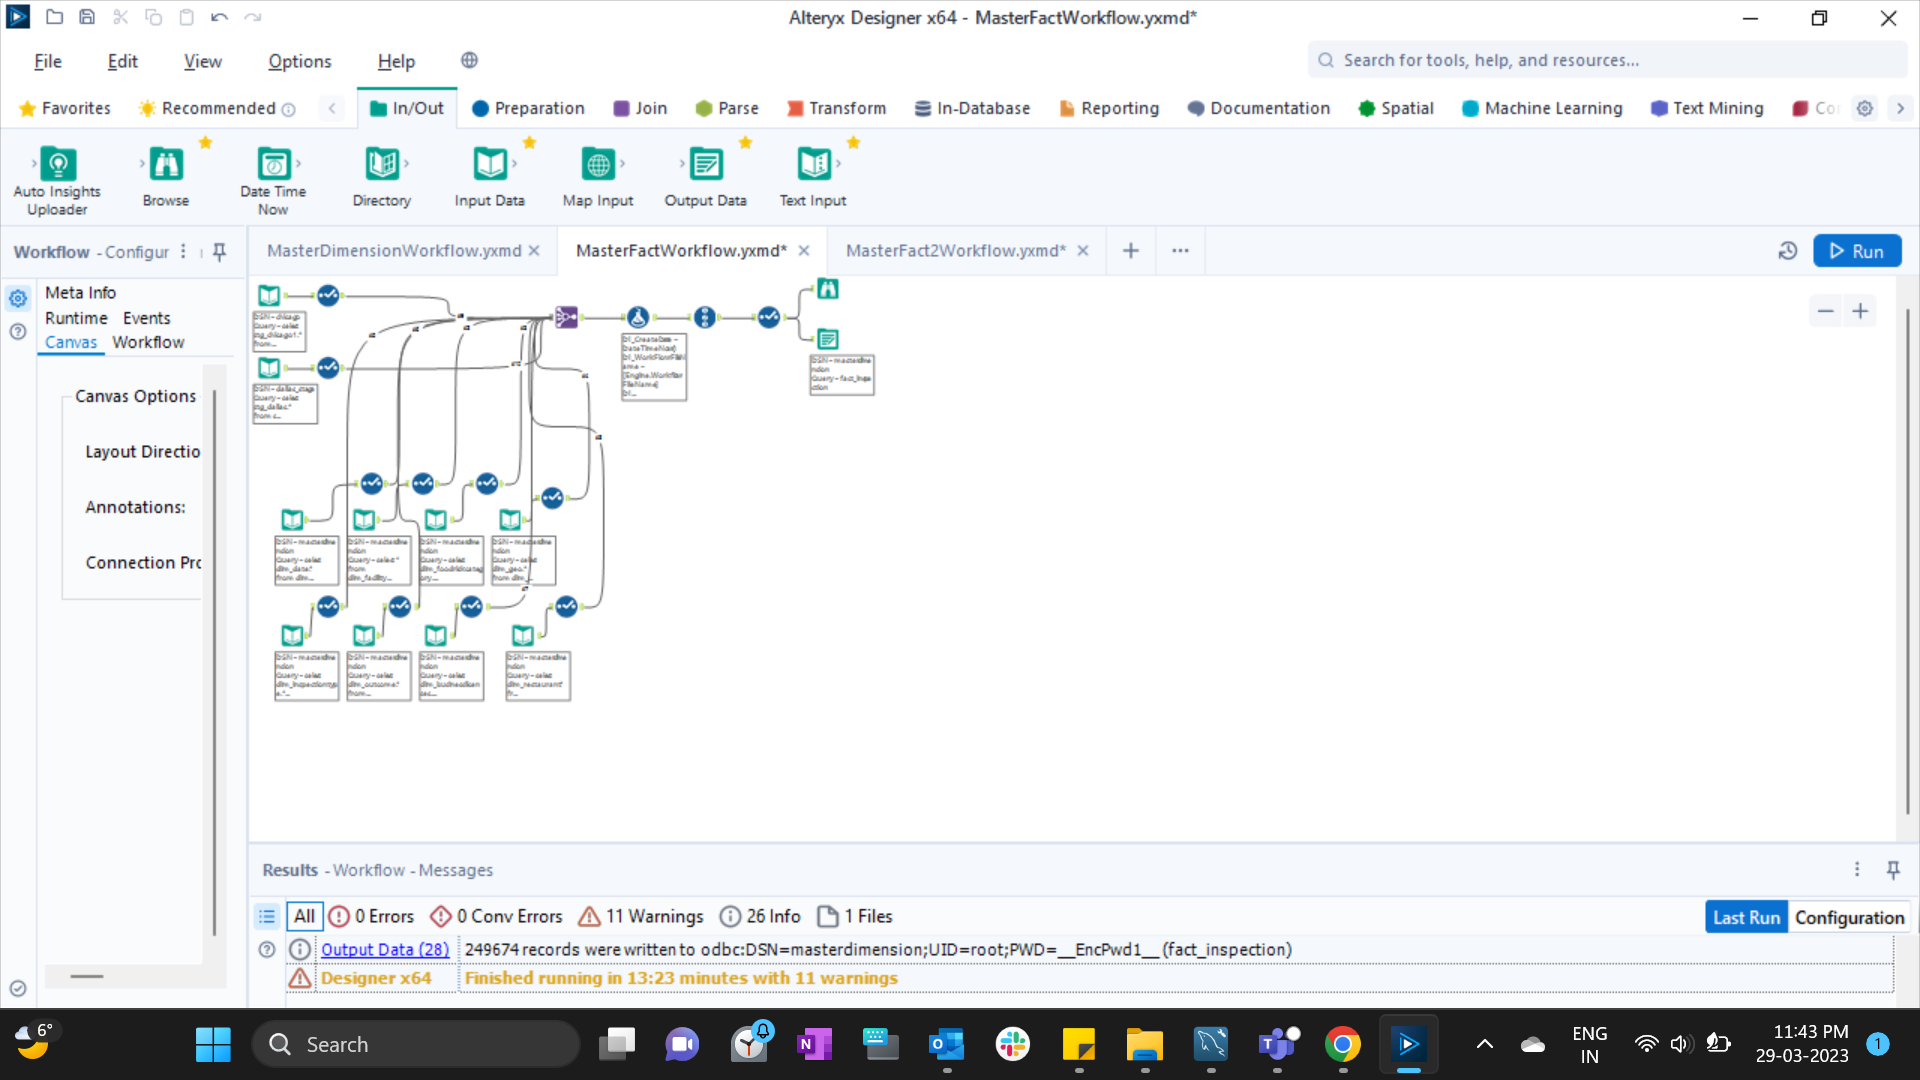 Alteryx Designer x64 - MasterFactWorkflow.yxmd*
File Edit View Options Help
Search for tools, help, and resources...
Favorites Recommended In/Out Preparation Join Parse Transform In-Database Reporting Documentation Spatial Machine Learning Text Mining Co
Auto Insights Uploader
Browse
Date Time Now
Directory
Input Data
Map Input
Output Data
Text Input
Workflow - Configur
MasterDimensionWorkflow.yxmd
MasterFactWorkflow.yxmd*
MasterFact2Workflow.yxmd*
Run
Meta Info
Runtime Events
Canvas Workflow
Canvas Options
Layout Directio
Annotations:
Connection Pro
Results - Workflow - Messages
All 0 Errors 0 Conv Errors 11 Warnings 26 Info 1 Files
Last Run Configuration
Output Data (28) 249674 records were written to odbc:DSN=masterdimension;UID=root;PWD=__EncPwd1__ (fact_inspection)
Designer x64 Finished running in 13:23 minutes with 11 warnings
6°
Search
ENG
IN
11:43 PM
29-03-2023
1